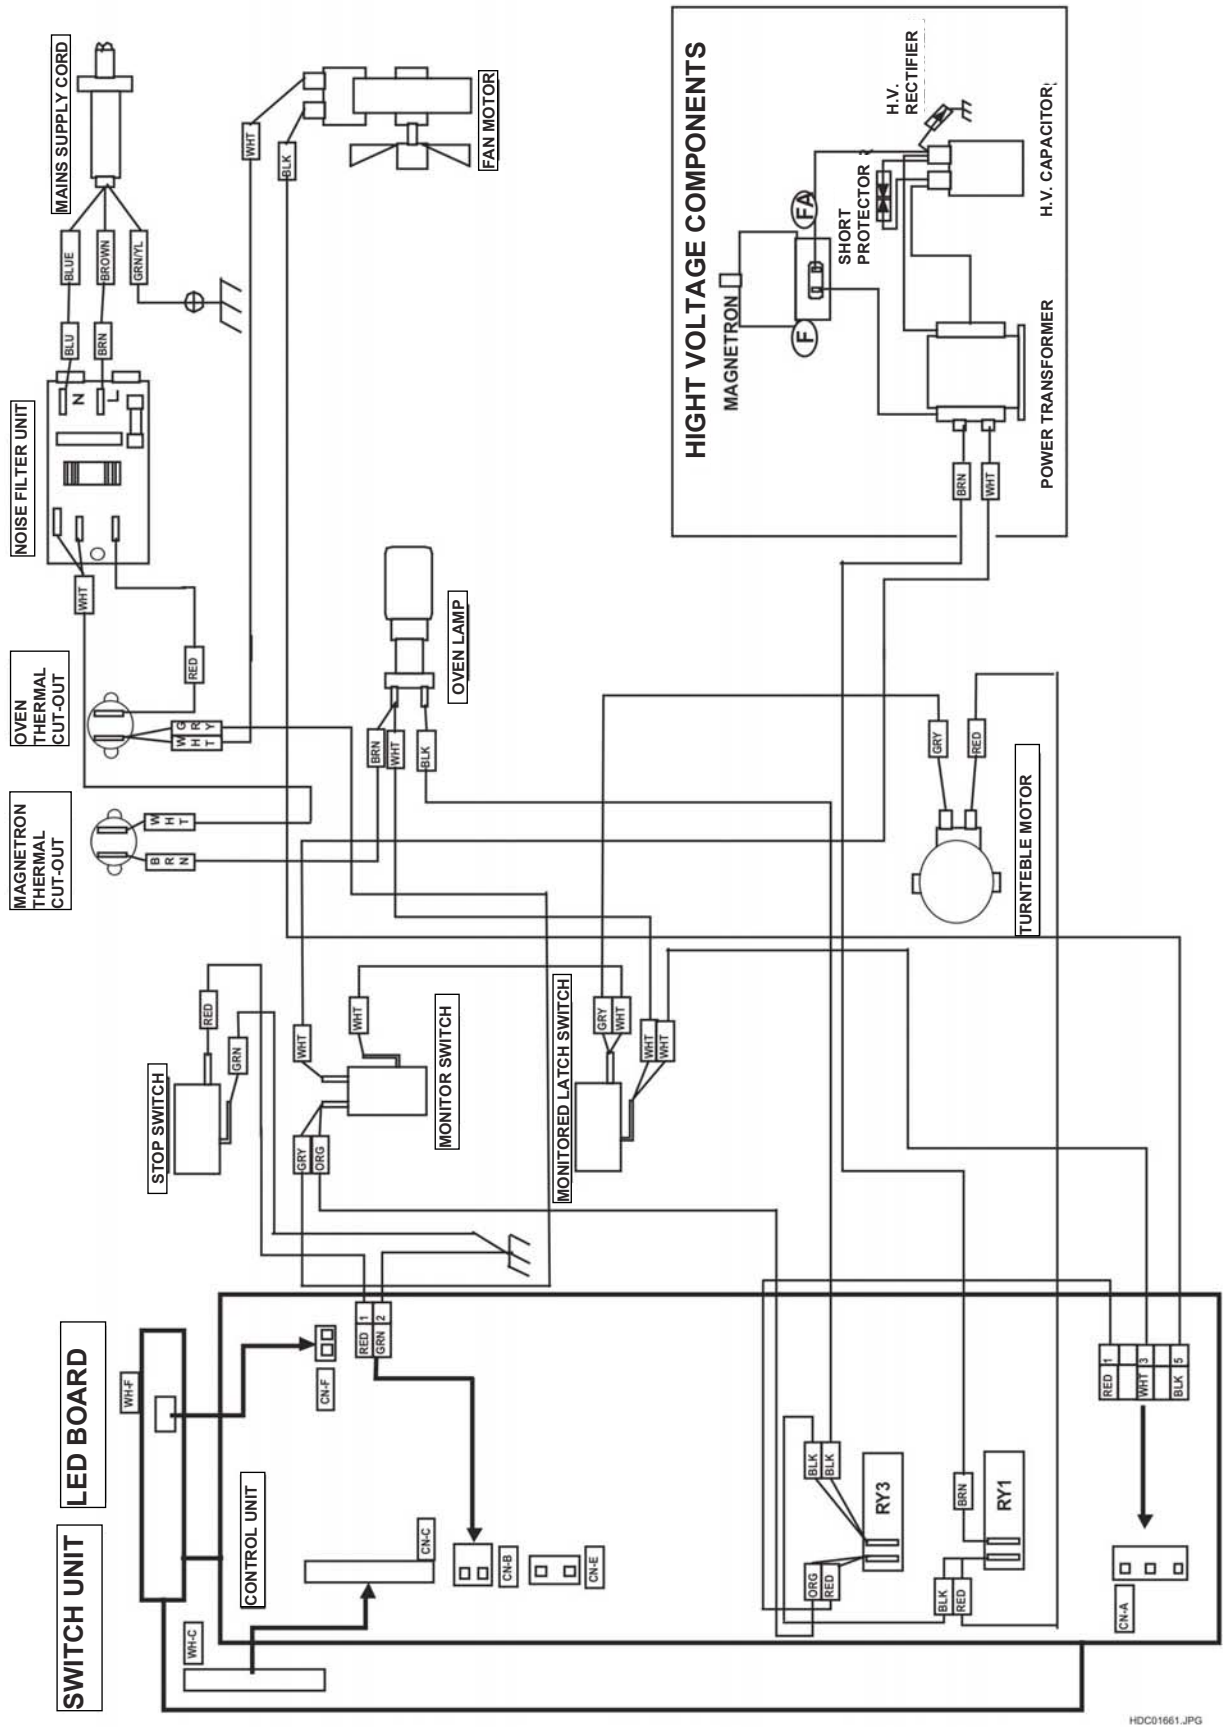 MAINS SUPPLY CORD
BLUE
BROWN
GRN/YL
BLU
BRN
NOISE FILTER UNIT
N
L
WHT
RED
WHT
BLK
FAN MOTOR
OVEN
THERMAL
CUT-OUT
GRY
WHT
MAGNETRON
THERMAL
CUT-OUT
WHT
BRN
OVEN LAMP
BRN
WHT
BLK
HIGHT VOLTAGE COMPONENTS
MAGNETRON
F
FA
SHORT
PROTECTOR
H.V.
RECTIFIER
H.V. CAPACITOR
POWER TRANSFORMER
BRN
WHT
GRY
RED
TURNTEBLE MOTOR
STOP SWITCH
RED
GRN
WHT
WHT
GRY
ORG
MONITOR SWITCH
MONITORED LATCH SWITCH
GRY
WHT
WHT
WHT
SWITCH UNIT
LED BOARD
WH-F
CN-F
RED 1
GRN 2
WH-C
CONTROL UNIT
CN-C
CN-B
CN-E
BLK
BLK
RY3
ORG
RED
BRN
RY1
BLK
RED
RED 1
WHT 3
BLK 5
CN-A
HDC01661.JPG